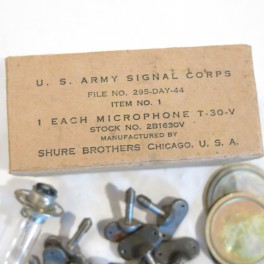 U. S. ARMY SIGNAL CORPS
FILE NO. 295-DAY-44
ITEM NO. 1
1 EACH MICROPHONE T-30-V
STOCK NO. 2B1630V
MANUFACTURED BY
SHURE BROTHERS CHICAGO, U. S. A.